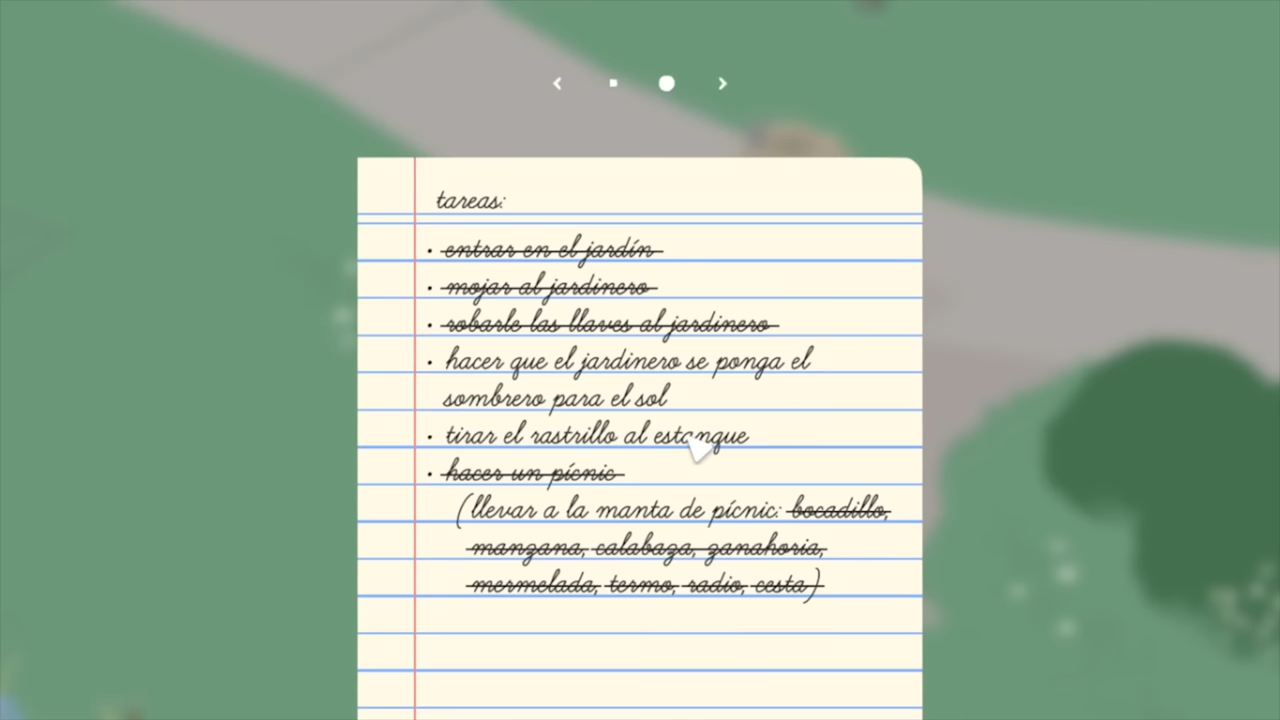 tareas:
• entrar en el jardín
• mojar al jardinero
• robarle las llaves al jardinero
• hacer que el jardinero se ponga el
sombrero para el sol
• tirar el rastrillo al estanque
• hacer un pícnic
(llevar a la manta de pícnic: bocadillo,
manzana, calabaza, zanahoria,
mermelada, termo, radio, cesta)